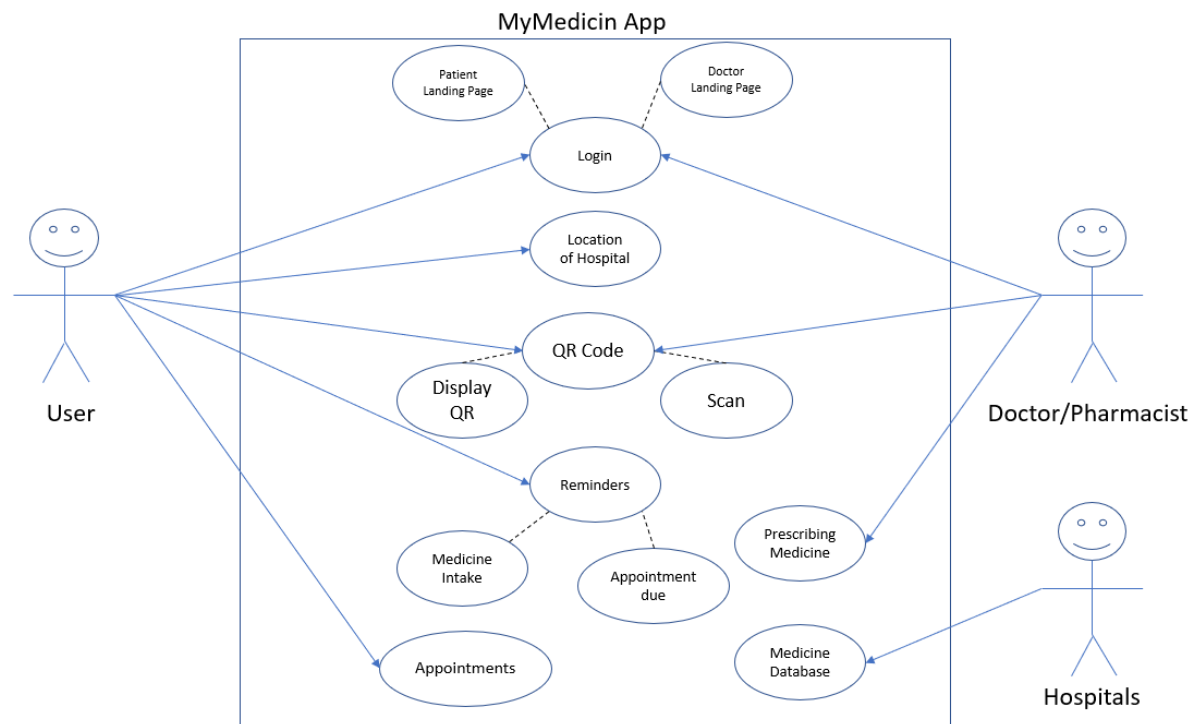 MyMedicin App
Patient
Landing Page
Doctor
Landing Page
Login
Location
of Hospital
QR Code
Display
QR
Scan
User
Doctor/Pharmacist
Reminders
Prescribing
Medicine
Medicine
Intake
Appointment
due
Appointments
Medicine
Database
Hospitals